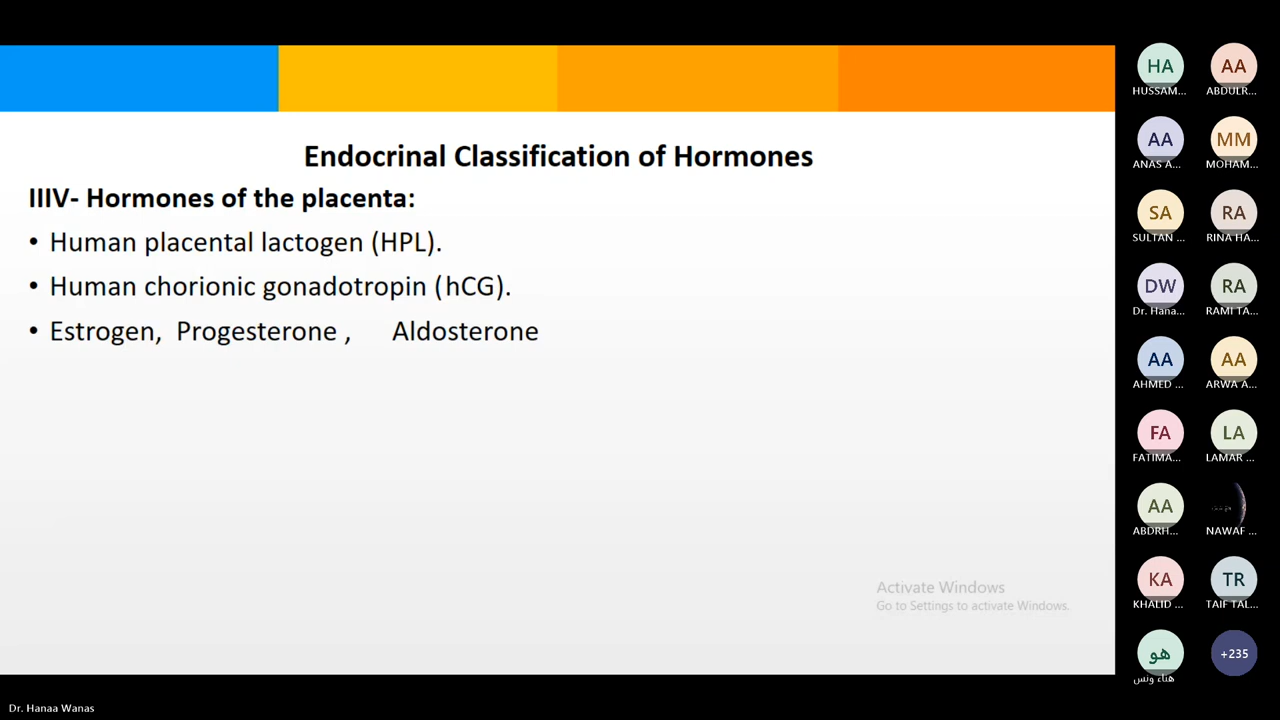 Endocrinal Classification of Hormones
IIIV- Hormones of the placenta:
• Human placental lactogen (HPL).
• Human chorionic gonadotropin (hCG).
• Estrogen, Progesterone , Aldosterone
Activate Windows
Go to Settings to activate Windows.
HA AA
HUSSAM... ABDULR...
AA MM
ANAS A... MOHAM...
SA RA
SULTAN ... RINA HA...
DW RA
Dr. Hana... RAMI TA...
AA AA
AHMED ... ARWA A...
FA LA
FATIMA... LAMAR ...
AA
ABDRH... NAWAF ...
KA TR
KHALID ... TAIF TAL...
هو +235
هناء ونس
Dr. Hanaa Wanas